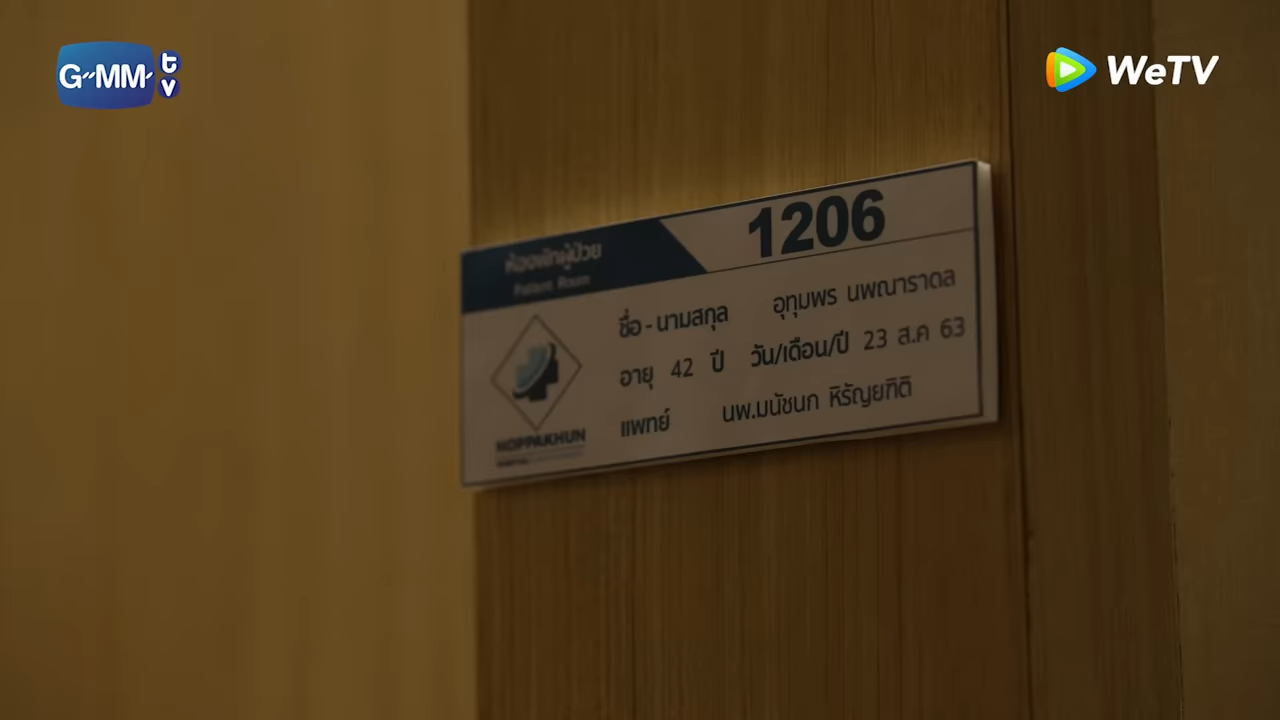 GMM tv
WeTV
ห้องพักผู้ป่วย
Patient Room
1206
ชื่อ - นามสกุล อุทุมพร นพณาราดล
อายุ 42 ปี วัน/เดือน/ปี 23 ส.ค 63
แพทย์ นพ.มนัชนก หิรัญยฑิติ
NOPPAKHUN